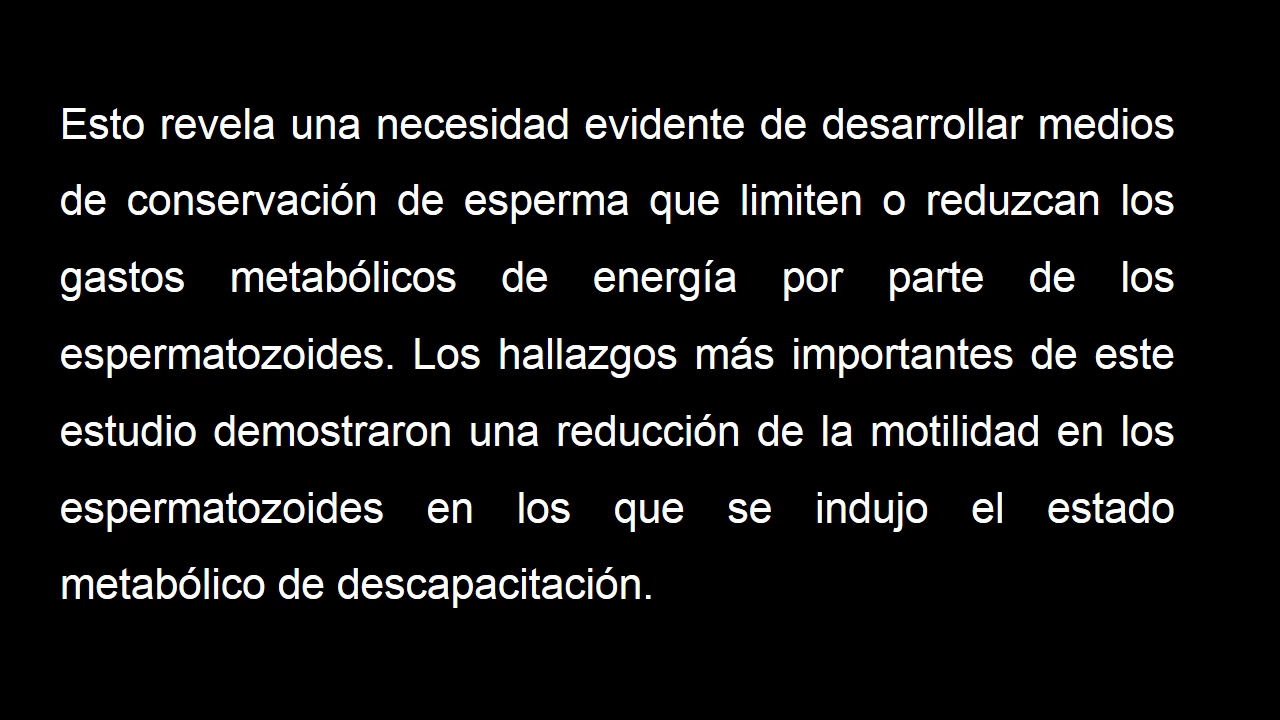 Esto revela una necesidad evidente de desarrollar medios
de conservación de esperma que limiten o reduzcan los
gastos metabólicos de energía por parte de los
espermatozoides. Los hallazgos más importantes de este
estudio demostraron una reducción de la motilidad en los
espermatozoides en los que se indujo el estado
metabólico de descapacitación.